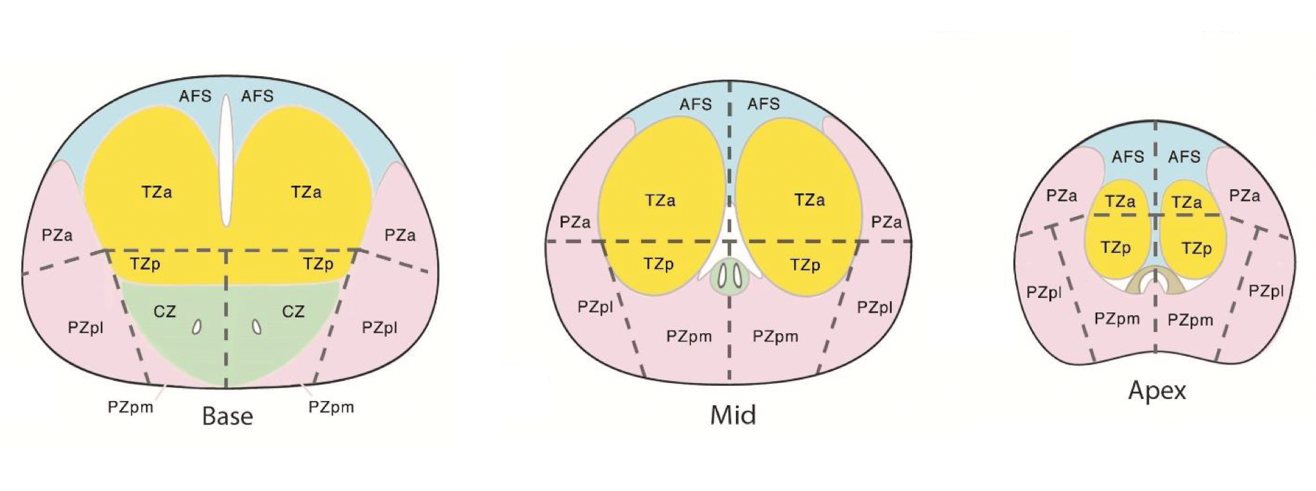 AFS AFS
TZa TZa
PZa PZa
TZp TZp
CZ CZ
PZpl PZpl
PZpm PZpm
Base
AFS AFS
TZa TZa
PZa PZa
TZp TZp
PZpl PZpl
PZpm PZpm
Mid
AFS AFS
PZa TZa TZa PZa
TZp TZp
PZpl PZpl
PZpm PZpm
Apex